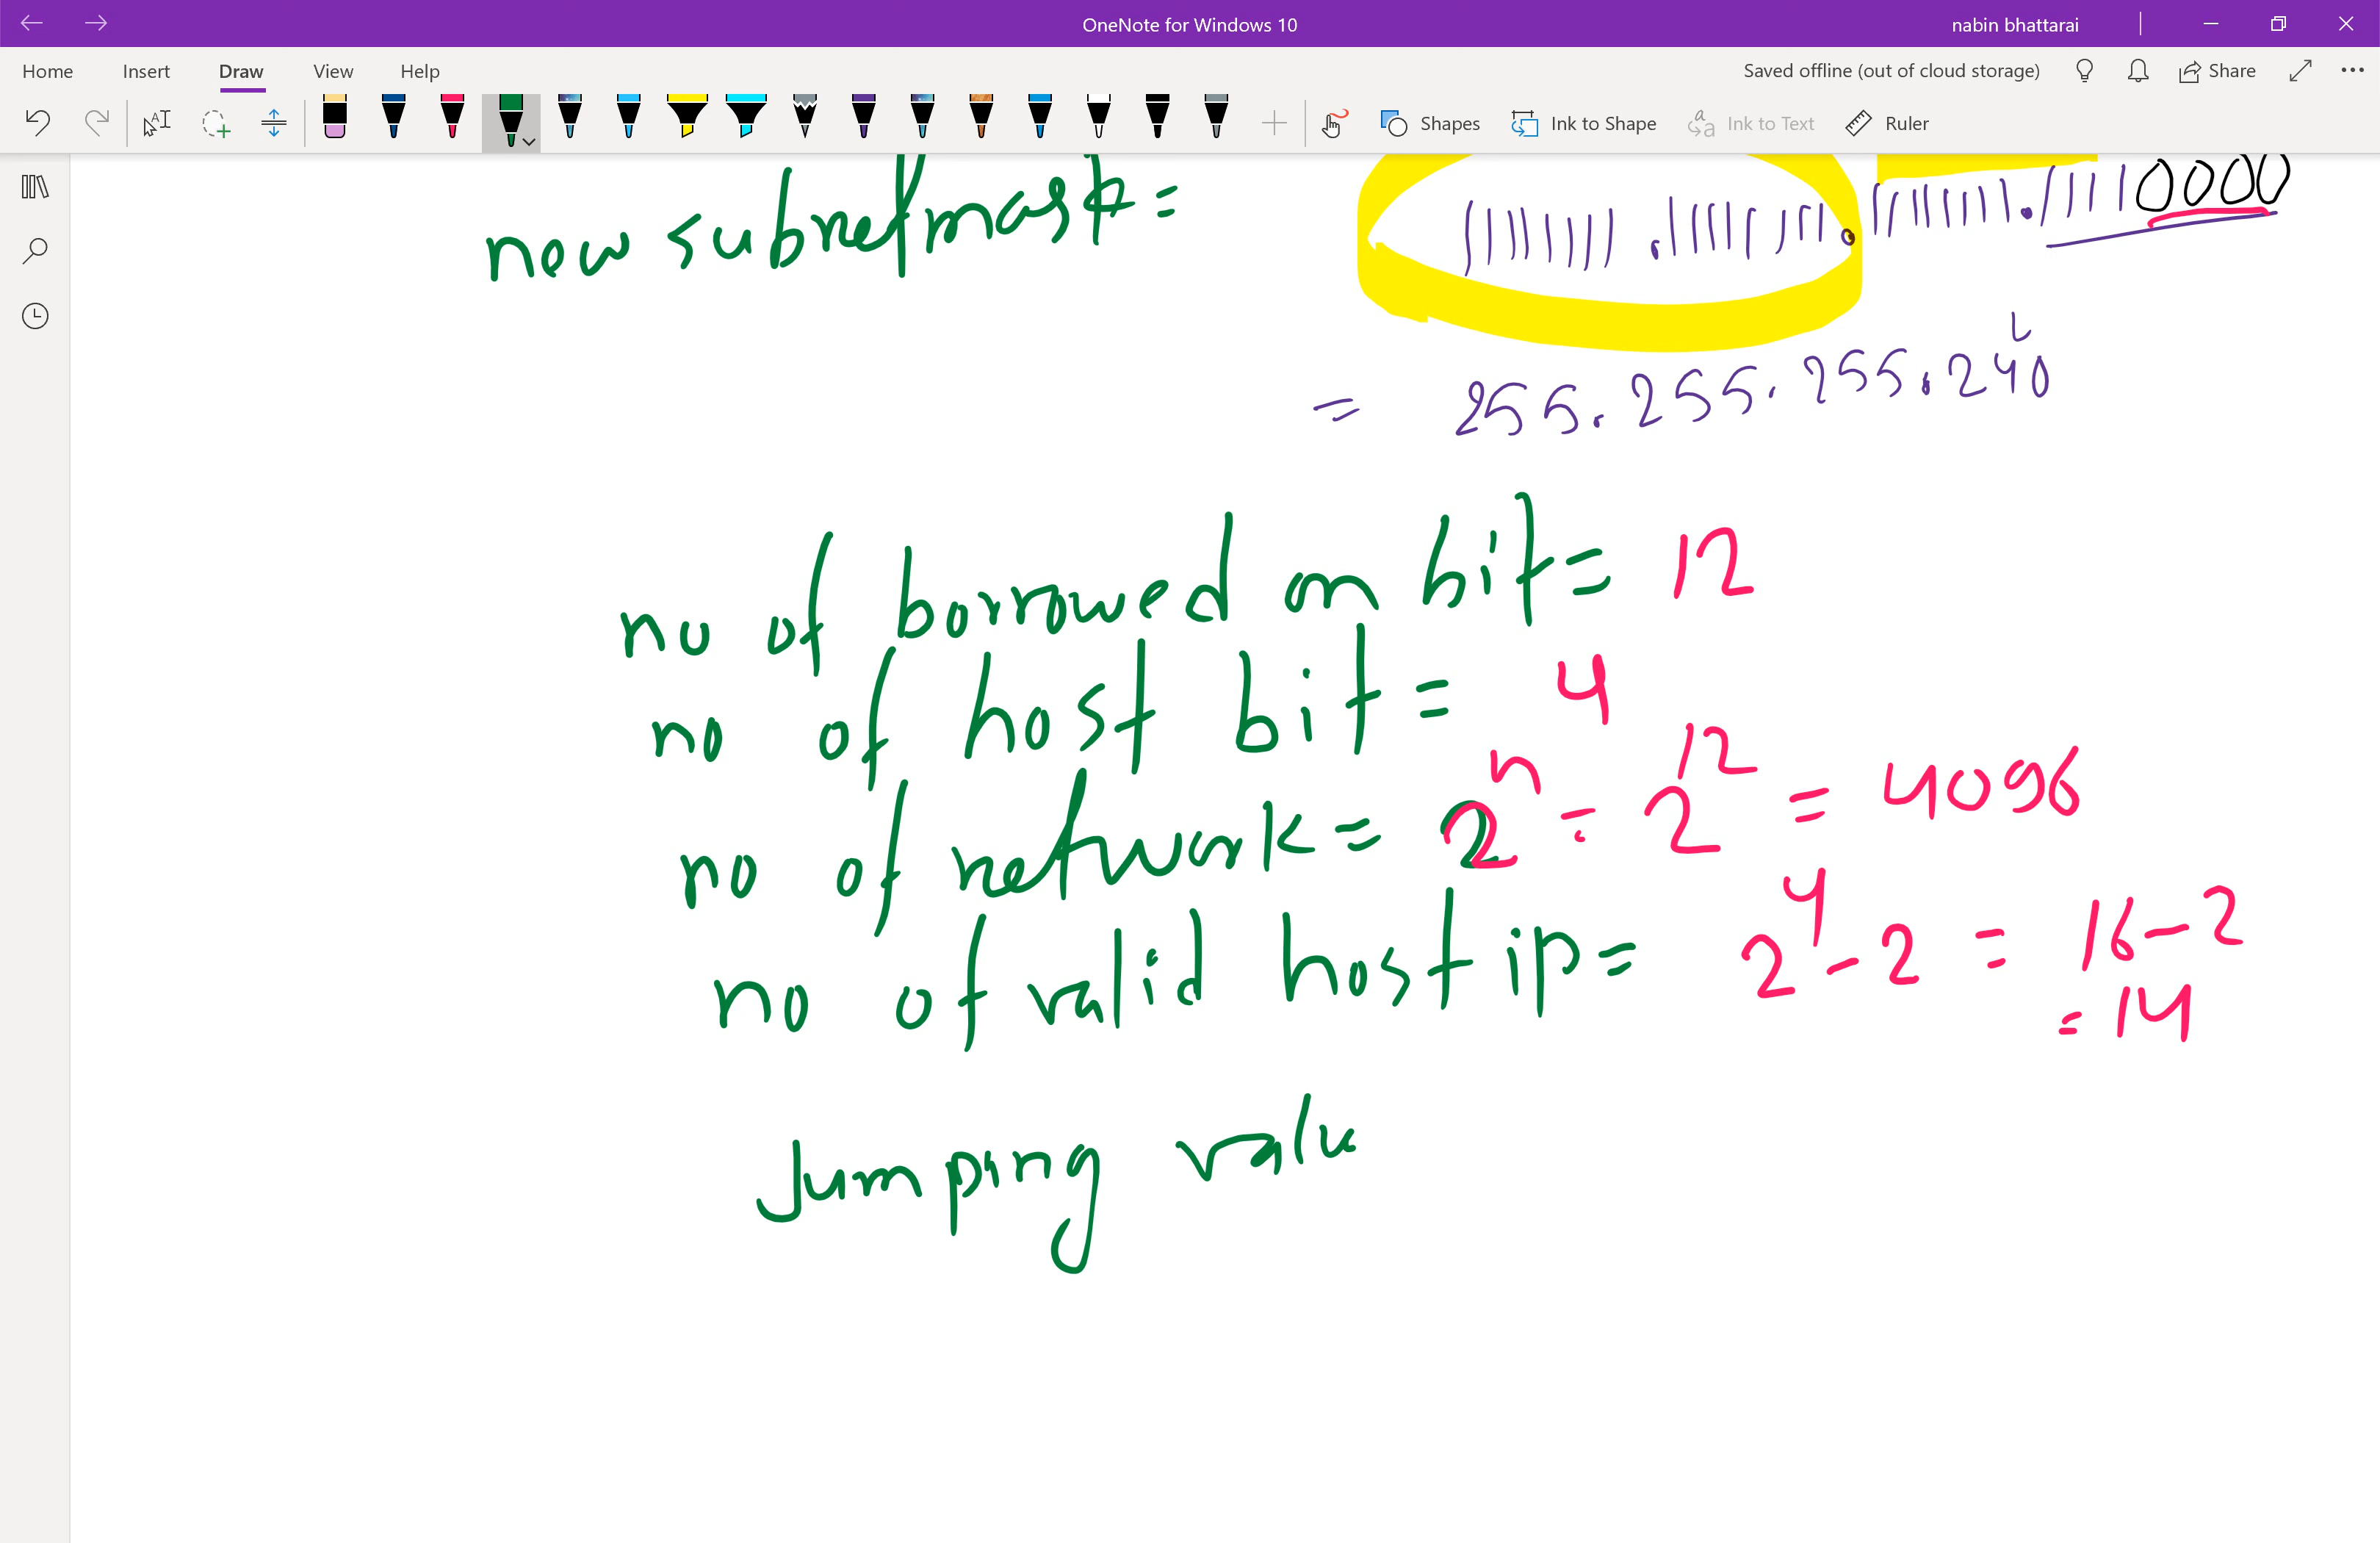 OneNote for Windows 10
nabin bhattarai
Home Insert Draw View Help
Saved offline (out of cloud storage) Share
Shapes Ink to Shape Ink to Text Ruler
new subnetmask = 11111111.11111111.11111111.11110000
= 255.255.255.240
no of borrowed on bit = 12
no of host bit = 4
no of network = 2^n = 2^12 = 4096
no of valid host ip = 2^4 - 2 = 16 - 2
= 14
Jumping value